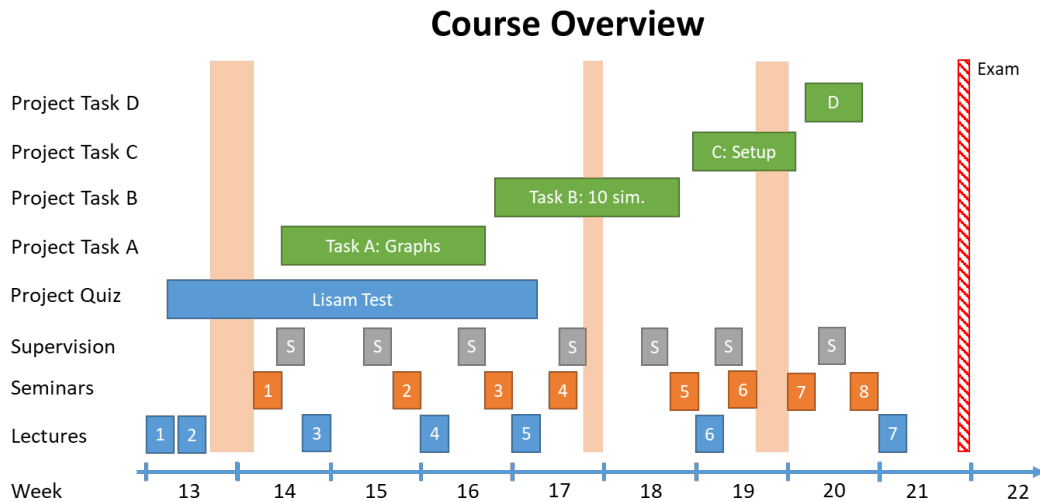 Course Overview
Exam
Project Task D
D
Project Task C
C: Setup
Project Task B
Task B: 10 sim.
Project Task A
Task A: Graphs
Project Quiz
Lisam Test
Supervision
S S S S S S S
Seminars
1 2 3 4 5 6 7 8
Lectures
1 2 3 4 5 6 7
Week
13 14 15 16 17 18 19 20 21 22